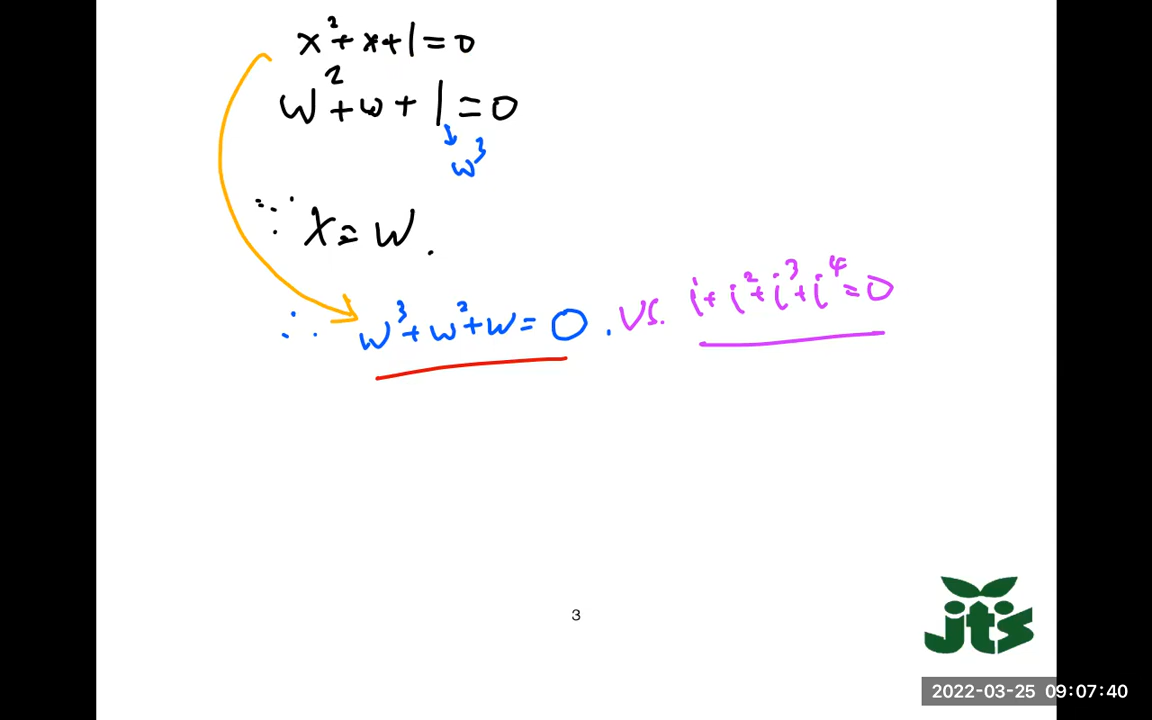 x²+x+1=0
w²+w+1=0
↓
w³
∵ x=w.
∴ w³+w²+w=0. vs. i+i²+i³+i⁴=0
3
jts
2022-03-25 09:07:40